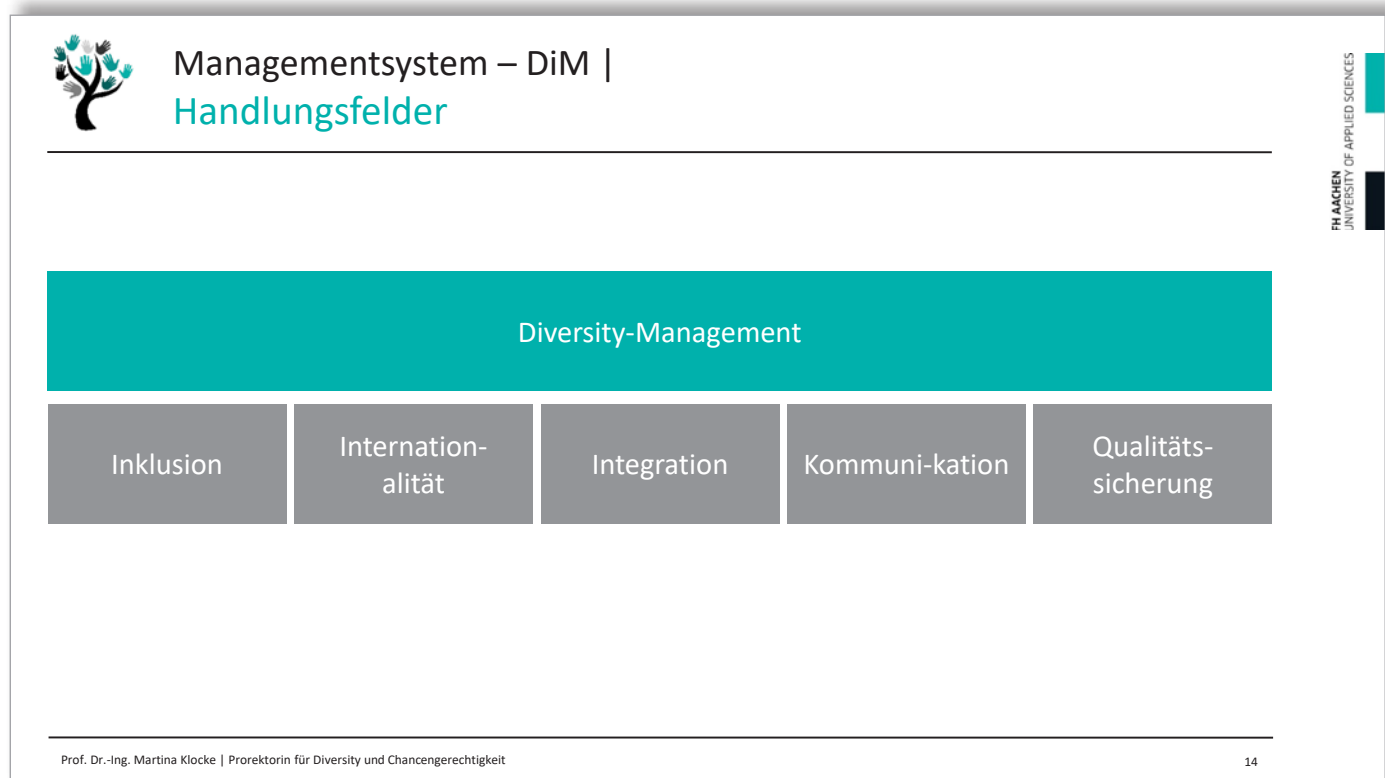 Managementsystem – DiM |
Handlungsfelder
FH AACHEN
UNIVERSITY OF APPLIED SCIENCES
Diversity-Management
Inklusion
Internation-
alität
Integration
Kommuni-kation
Qualitäts-
sicherung
Prof. Dr.-Ing. Martina Klocke | Prorektorin für Diversity und Chancengerechtigkeit
14